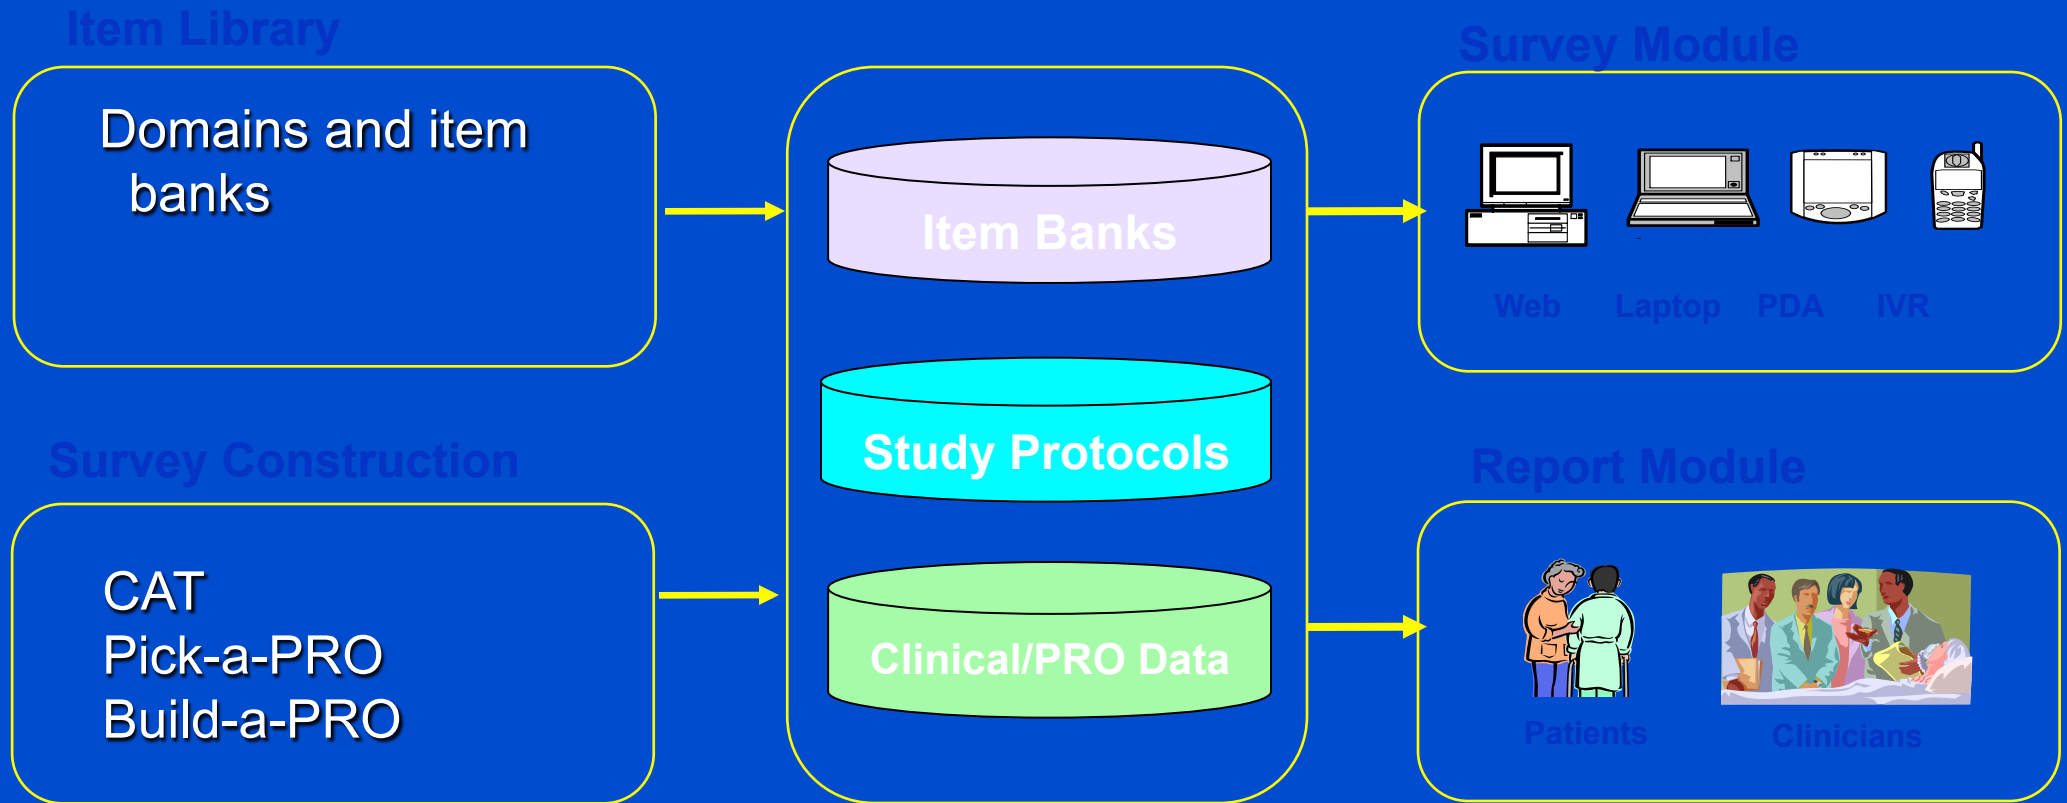 Item Library
Domains and item
banks
Survey Construction
CAT
Pick-a-PRO
Build-a-PRO
Item Banks
Study Protocols
Clinical/PRO Data
Survey Module
Web Laptop PDA IVR
Report Module
Patients Clinicians